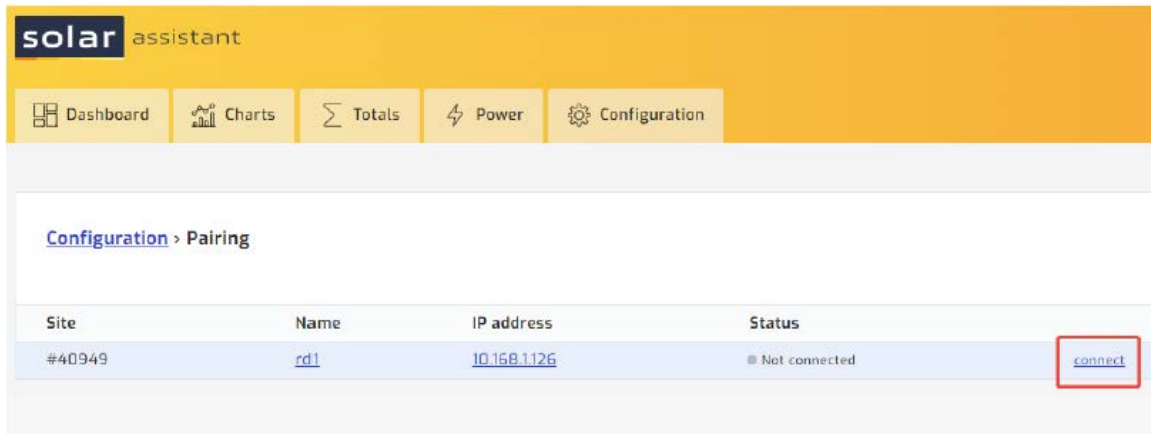 solar assistant
Dashboard Charts Totals Power Configuration
Configuration › Pairing
Site Name IP address Status
#40949 rd1 10.168.1.126 Not connected connect